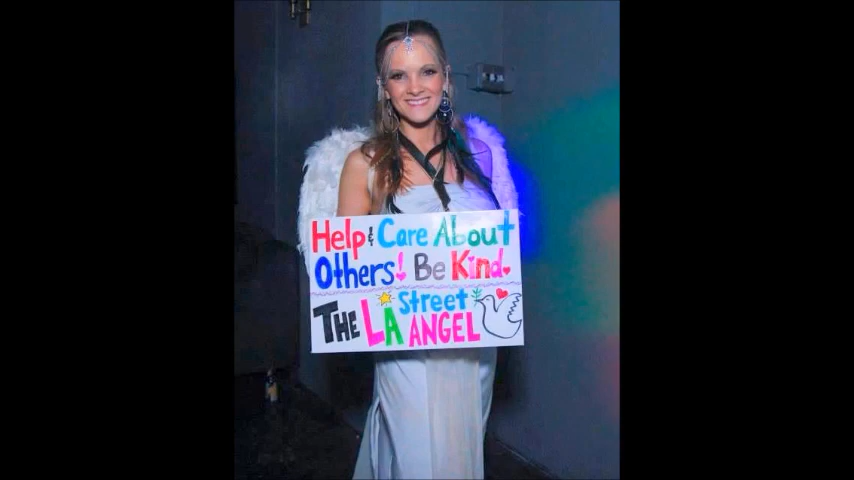 Help & Care About
Others! Be Kind.
Street
THE LA ANGEL